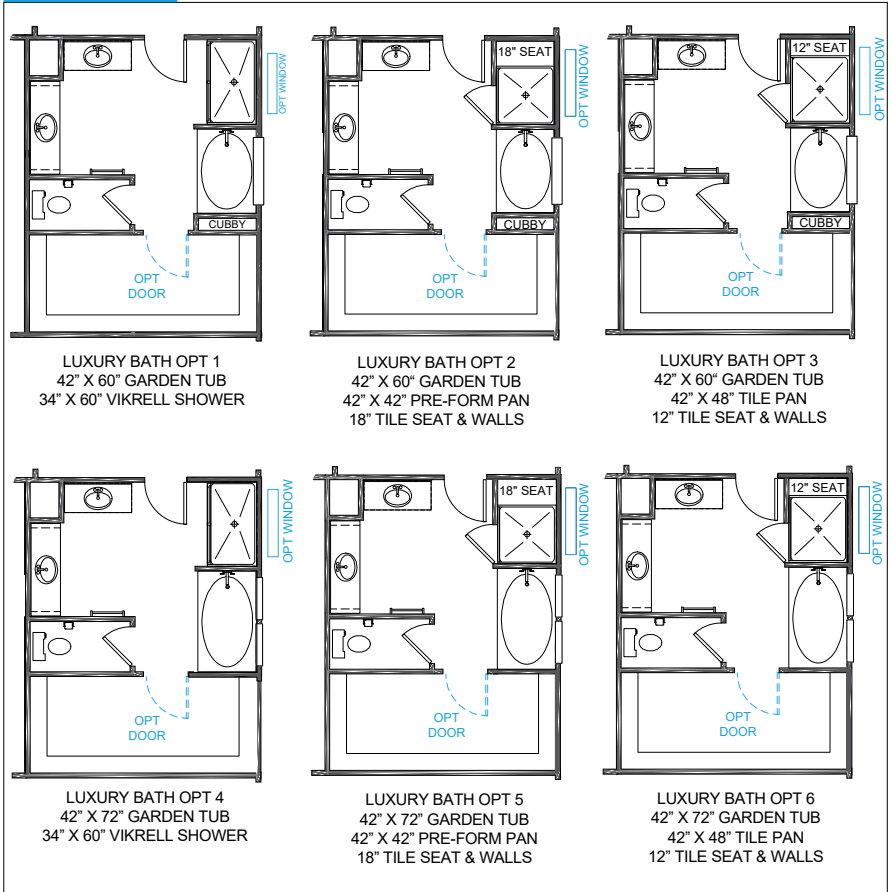 OPT WINDOW
CUBBY
OPT
DOOR
LUXURY BATH OPT 1
42” X 60” GARDEN TUB
34” X 60” VIKRELL SHOWER
18" SEAT
OPT WINDOW
CUBBY
OPT
DOOR
LUXURY BATH OPT 2
42” X 60“ GARDEN TUB
42” X 42” PRE-FORM PAN
18” TILE SEAT & WALLS
12" SEAT
OPT WINDOW
CUBBY
OPT
DOOR
LUXURY BATH OPT 3
42” X 60“ GARDEN TUB
42” X 48” TILE PAN
12” TILE SEAT & WALLS
OPT WINDOW
OPT
DOOR
LUXURY BATH OPT 4
42” X 72” GARDEN TUB
34” X 60” VIKRELL SHOWER
18" SEAT
OPT WINDOW
OPT
DOOR
LUXURY BATH OPT 5
42” X 72” GARDEN TUB
42” X 42” PRE-FORM PAN
18” TILE SEAT & WALLS
12" SEAT
OPT WINDOW
OPT
DOOR
LUXURY BATH OPT 6
42” X 72” GARDEN TUB
42” X 48” TILE PAN
12” TILE SEAT & WALLS